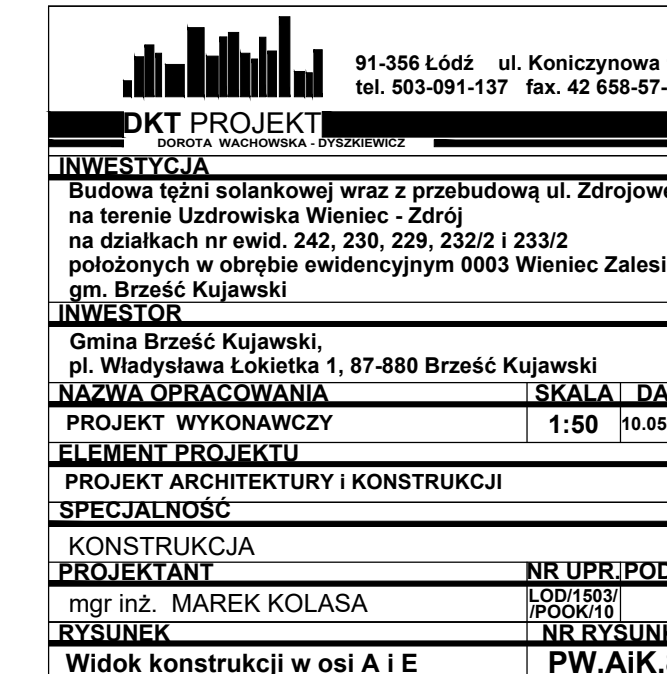 91-356 Łódź ul. Koniczynowa
tel. 503-091-137 fax. 42 658-57-
DKT PROJEKT
DOROTA WACHOWSKA - DYSZKIEWICZ
INWESTYCJA
Budowa tężni solankowej wraz z przebudową ul. Zdrojowe
na terenie Uzdrowiska Wieniec - Zdrój
na działkach nr ewid. 242, 230, 229, 232/2 i 233/2
położonych w obrębie ewidencyjnym 0003 Wieniec Zalesi
gm. Brześć Kujawski
INWESTOR
Gmina Brześć Kujawski,
pl. Władysława Łokietka 1, 87-880 Brześć Kujawski
NAZWA OPRACOWANIA SKALA DA
PROJEKT WYKONAWCZY 1:50 10.05
ELEMENT PROJEKTU
PROJEKT ARCHITEKTURY i KONSTRUKCJI
SPECJALNOŚĆ
KONSTRUKCJA
PROJEKTANT NR UPR. POD
mgr inż. MAREK KOLASA LOD/1503/
/POOK/10
RYSUNEK NR RYSUN
Widok konstrukcji w osi A i E PW.AiK.